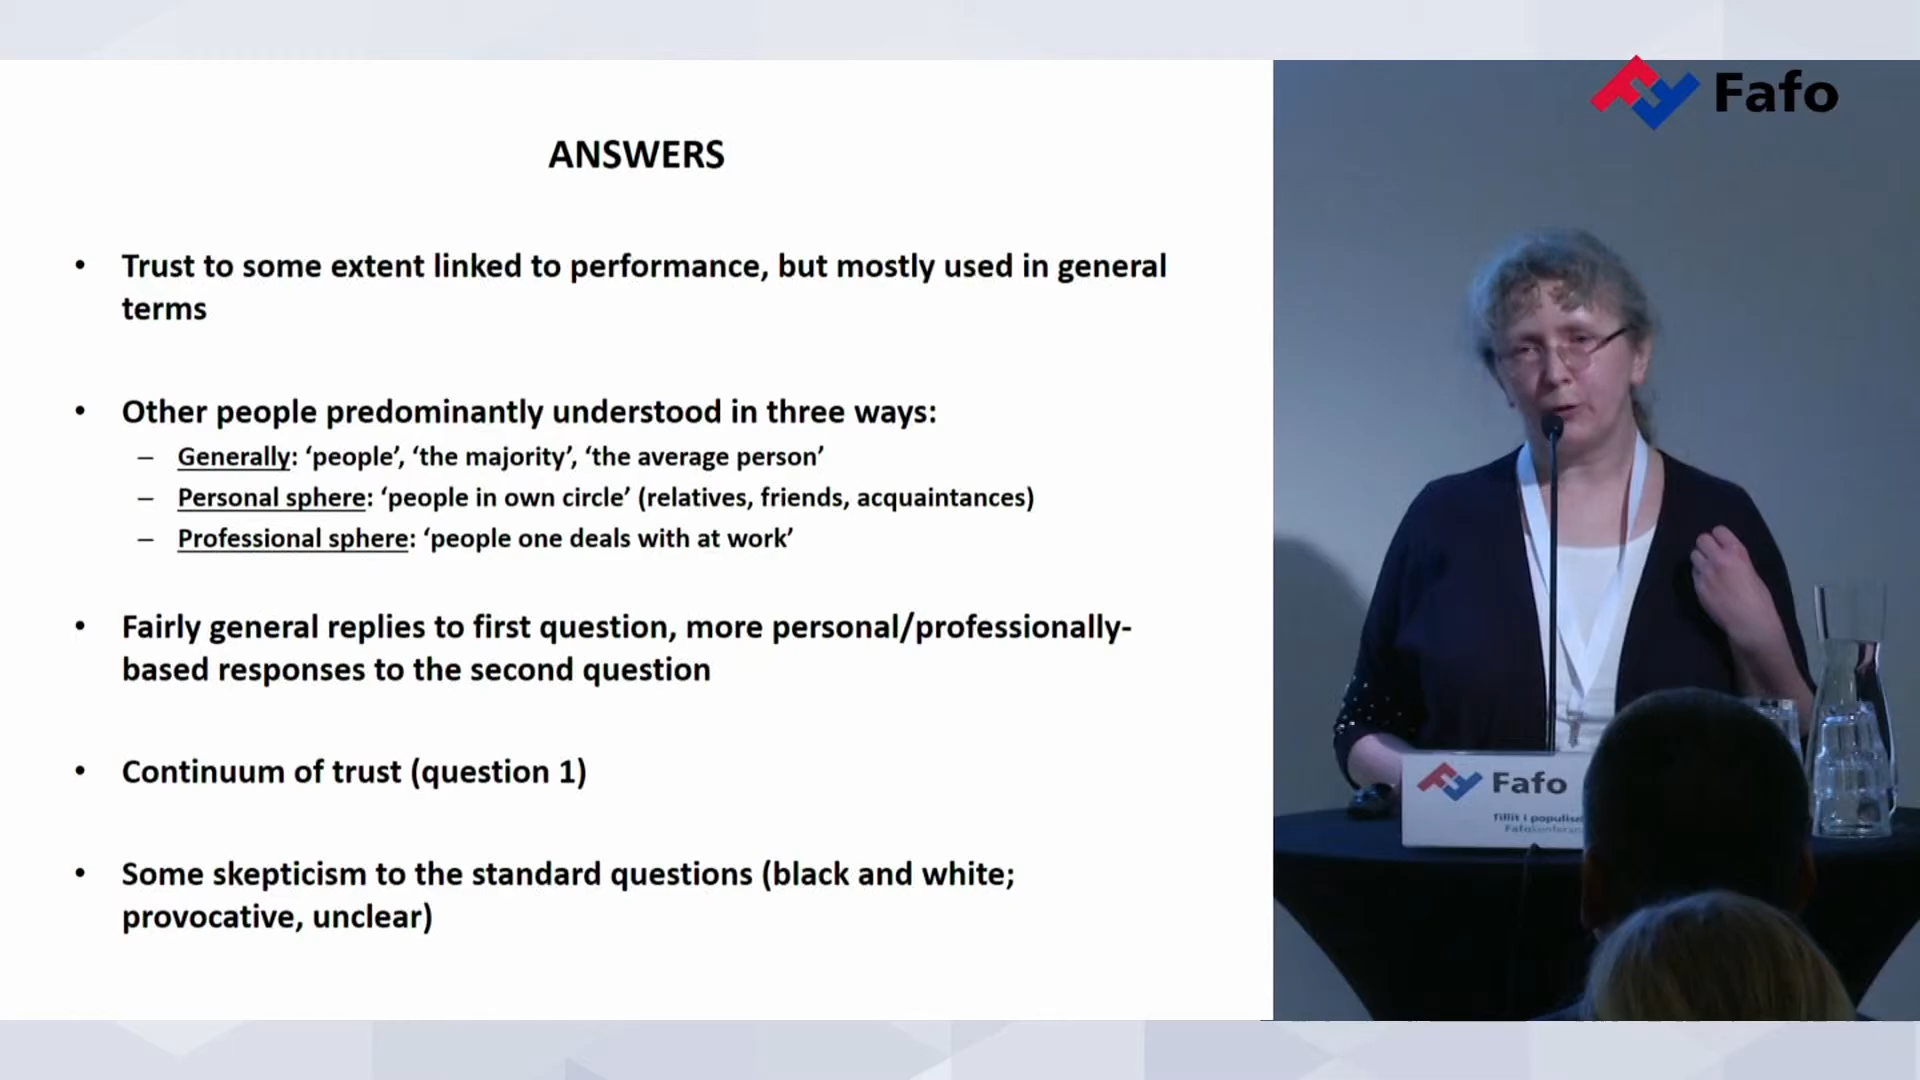 Fafo
ANSWERS
• Trust to some extent linked to performance, but mostly used in general
terms
• Other people predominantly understood in three ways:
– Generally: ‘people’, ‘the majority’, ‘the average person’
– Personal sphere: ‘people in own circle’ (relatives, friends, acquaintances)
– Professional sphere: ‘people one deals with at work’
• Fairly general replies to first question, more personal/professionally-
based responses to the second question
• Continuum of trust (question 1)
• Some skepticism to the standard questions (black and white;
provocative, unclear)
Fafo
Tillit i